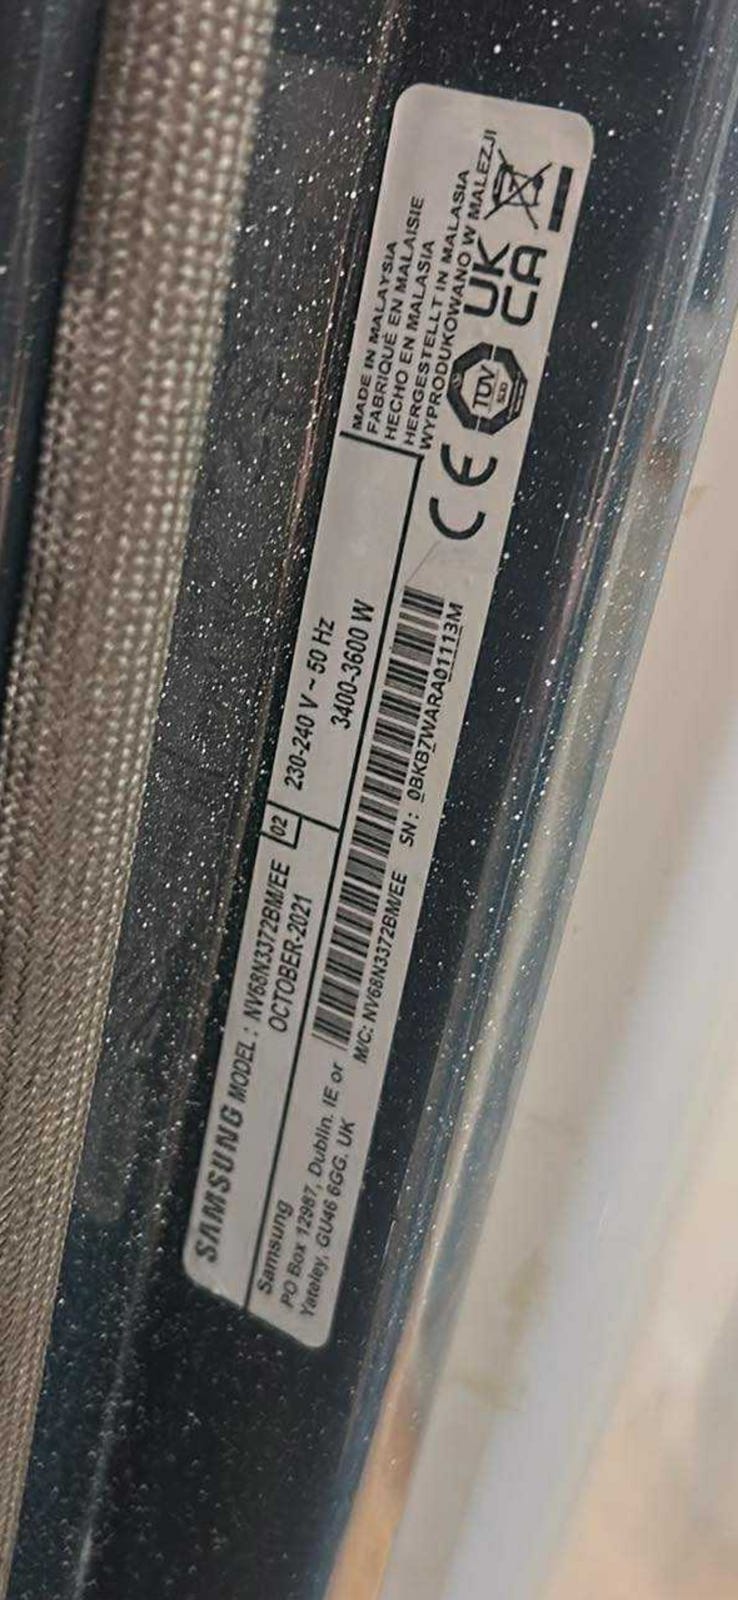 SAMSUNG MODEL : NV68N3372BM/EE 02
OCTOBER-2021
230-240 V ~ 50 Hz
3400-3600 W
MADE IN MALAYSIA
FABRIQUÉ EN MALAISIE
HECHO EN MALASIA
HERGESTELLT IN MALASIA
WYPRODUKOWANO W MALEZJI
Samsung
PO Box 12987, Dublin. IE or
Yateley, GU46 6GG. UK
M/C: NV68N3372BM/EE SN : 0BKB7WARA01113M
CE
TÜV
SÜD
UK
CA